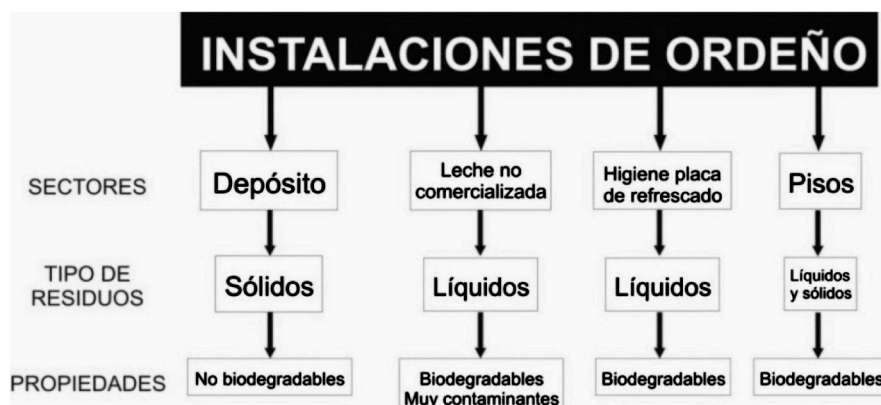 INSTALACIONES DE ORDEÑO
SECTORES
Depósito
Leche no
comercializada
Higiene placa
de refrescado
Pisos
TIPO DE
RESIDUOS
Sólidos
Líquidos
Líquidos
Líquidos
y sólidos
PROPIEDADES
No biodegradables
Biodegradables
Muy contaminantes
Biodegradables
Biodegradables